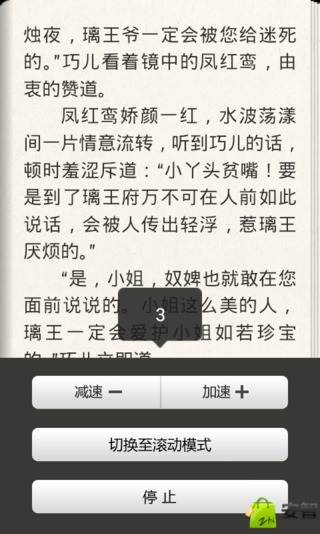 烛夜，璃王爷一定会被您给迷死
的。”巧儿看着镜中的凤红鸾，由
衷的赞道。
凤红鸾娇颜一红，水波荡漾
间一片情意流转，听到巧儿的话，
顿时羞涩斥道：“小丫头贫嘴！要
是到了璃王府万不可在人前如此
说话，会被人传出轻浮，惹璃王
厌烦的。”
“是，小姐，奴婢也就敢在您
面前说说的。小姐这么美的人，
璃王一定会爱护小姐如若珍宝
的。”巧儿立即道
3
减速 － 加速 ＋
切换至滚动模式
停 止
安智